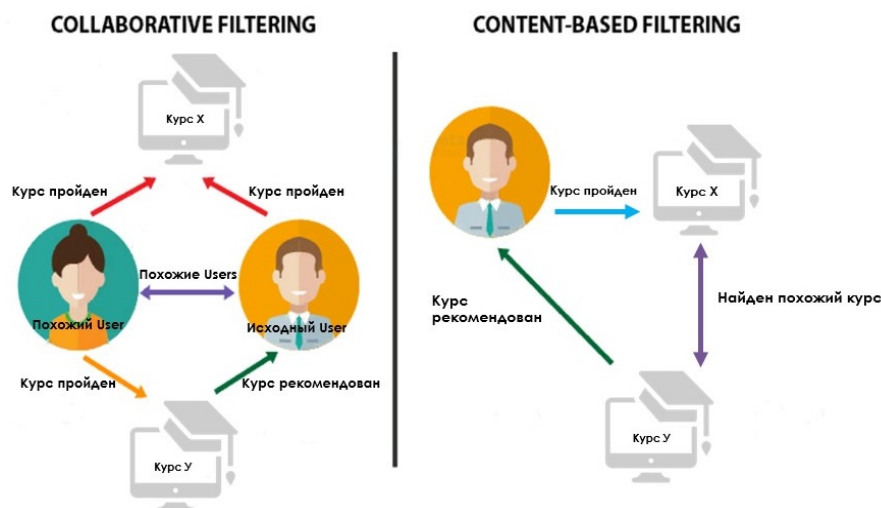 COLLABORATIVE FILTERING
Курс X
Курс пройден
Курс пройден
Похожие Users
Похожий User
Исходный User
Курс пройден
Курс рекомендован
Курс У
CONTENT-BASED FILTERING
Курс пройден
Курс X
Курс
рекомендован
Найден похожий курс
Курс У